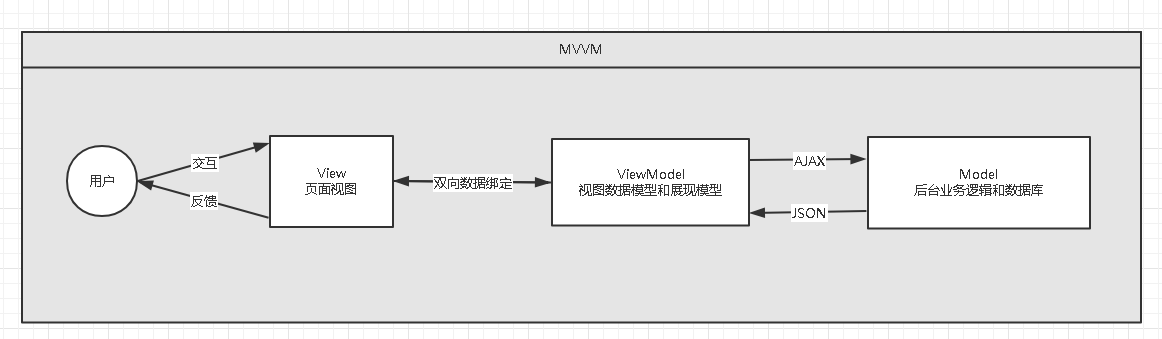 MVVM
用户
交互
反馈
View
页面视图
双向数据绑定
ViewModel
视图数据模型和展现模型
AJAX
JSON
Model
后台业务逻辑和数据库